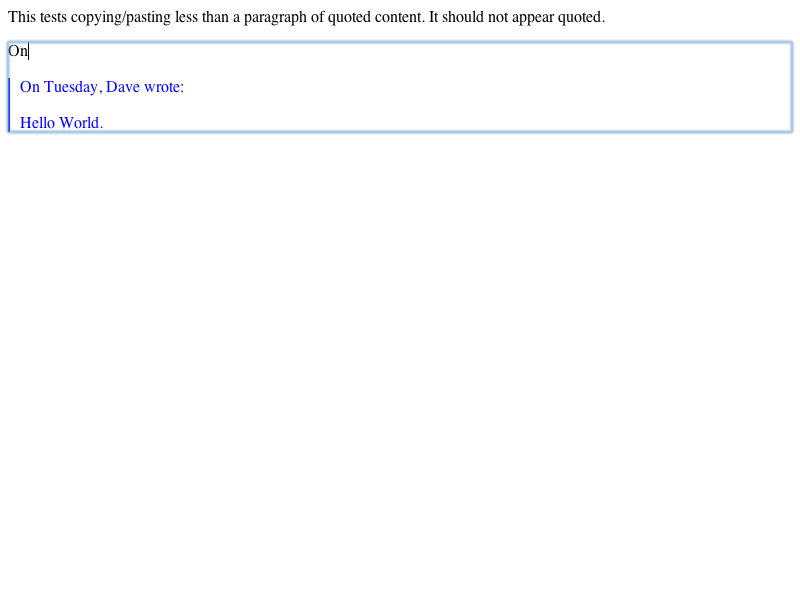 This tests copying/pasting less than a paragraph of quoted content. It should not appear quoted.
On
On Tuesday, Dave wrote:
Hello World.